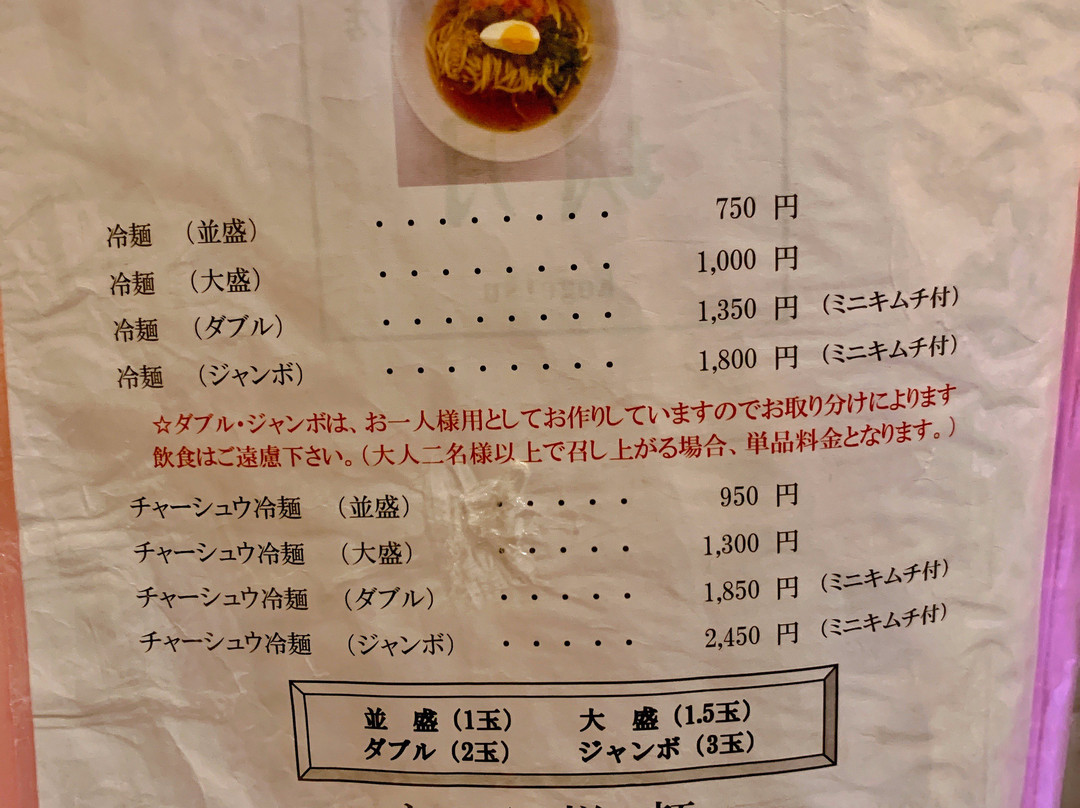 冷麺 （並盛） ・・・・・・・・ 750 円
冷麺 （大盛） ・・・・・・・・ 1,000 円
冷麺 （ダブル） ・・・・・・・・ 1,350 円 （ミニキムチ付）
冷麺 （ジャンボ） ・・・・・・・・ 1,800 円 （ミニキムチ付）
☆ダブル・ジャンボは、お一人様用としてお作りしていますのでお取り分けによります
飲食はご遠慮下さい。（大人二名様以上で召し上がる場合、単品料金となります。）
チャーシュウ冷麺 （並盛） ・・・・・ 950 円
チャーシュウ冷麺 （大盛） ・・・・・ 1,300 円
チャーシュウ冷麺 （ダブル） ・・・・・ 1,850 円 （ミニキムチ付）
チャーシュウ冷麺 （ジャンボ） ・・・・・ 2,450 円 （ミニキムチ付）
並 盛（1玉） 大 盛（1.5玉）
ダブル（2玉） ジャンボ（3玉）